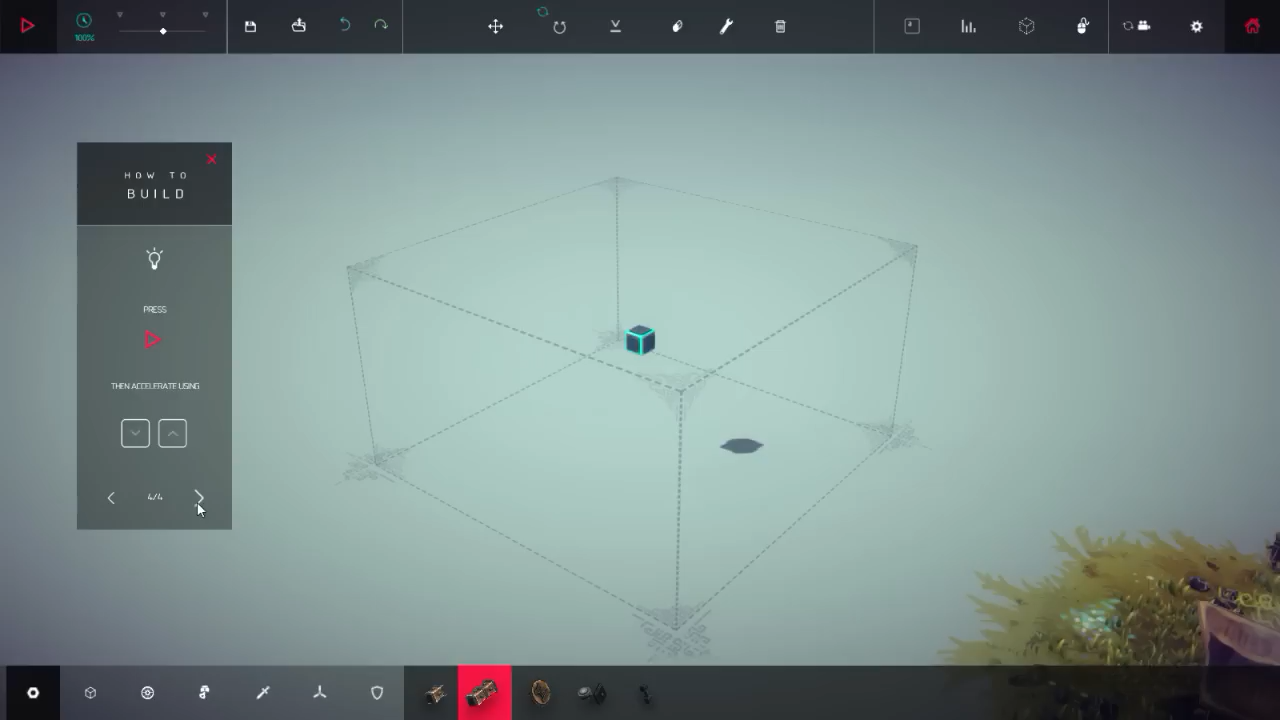 100%
HOW TO
BUILD
PRESS
THEN ACCELERATE USING
4/4